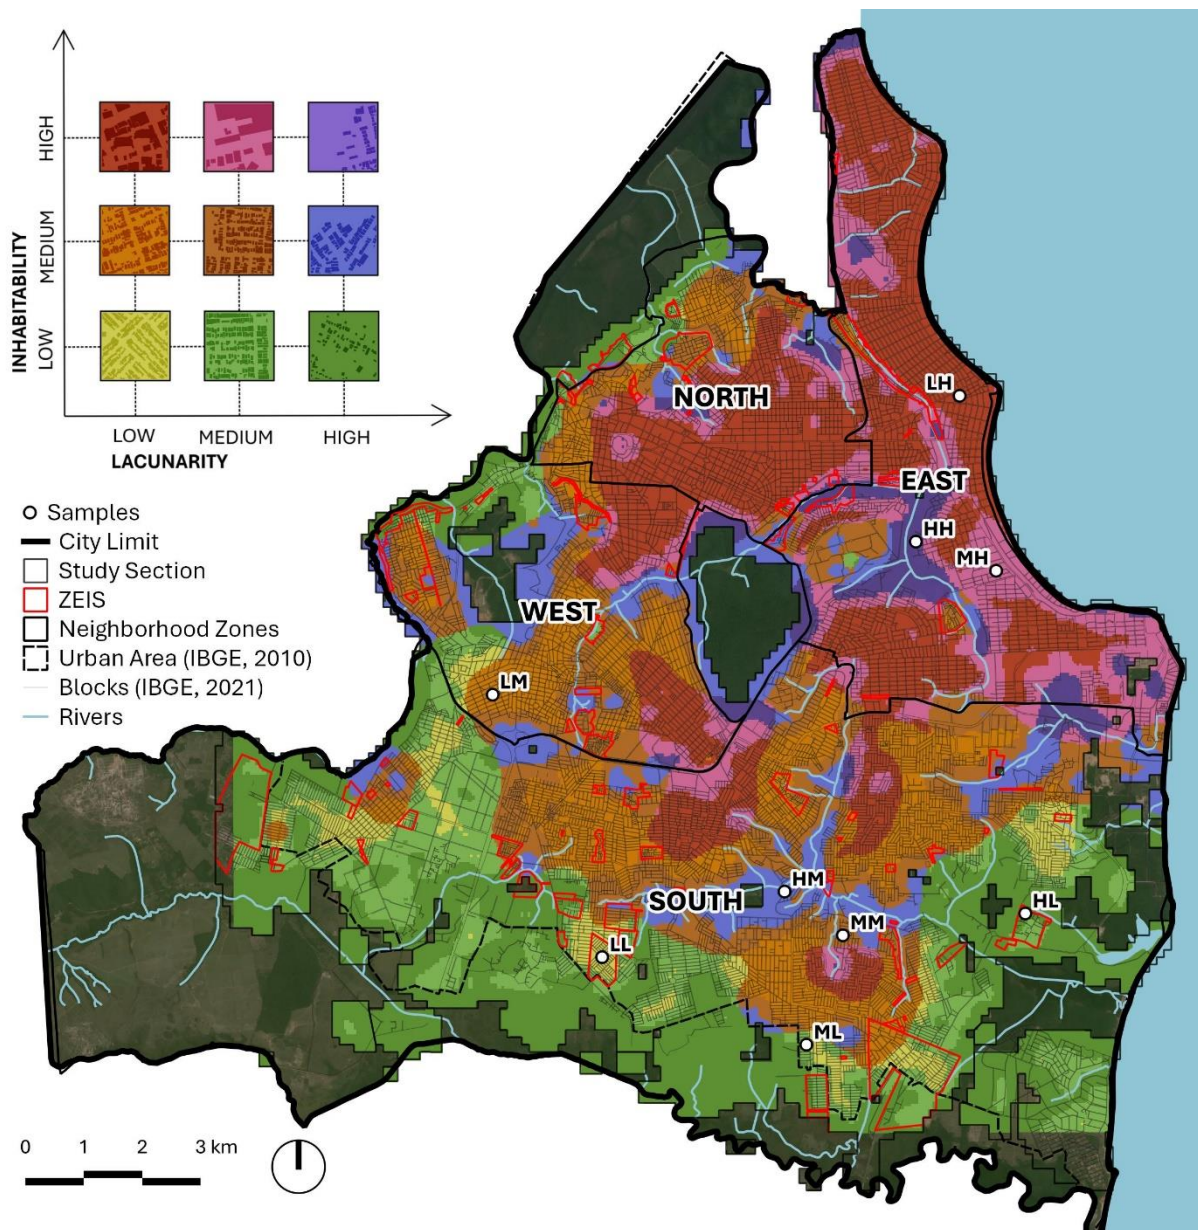 INHABITABILITY
HIGH
MEDIUM
LOW
LOW MEDIUM HIGH
LACUNARITY
Samples
City Limit
Study Section
ZEIS
Neighborhood Zones
Urban Area (IBGE, 2010)
Blocks (IBGE, 2021)
Rivers
NORTH
LH
EAST
HH
MH
WEST
LM
SOUTH
HM
HL
MM
LL
ML
0 1 2 3 km